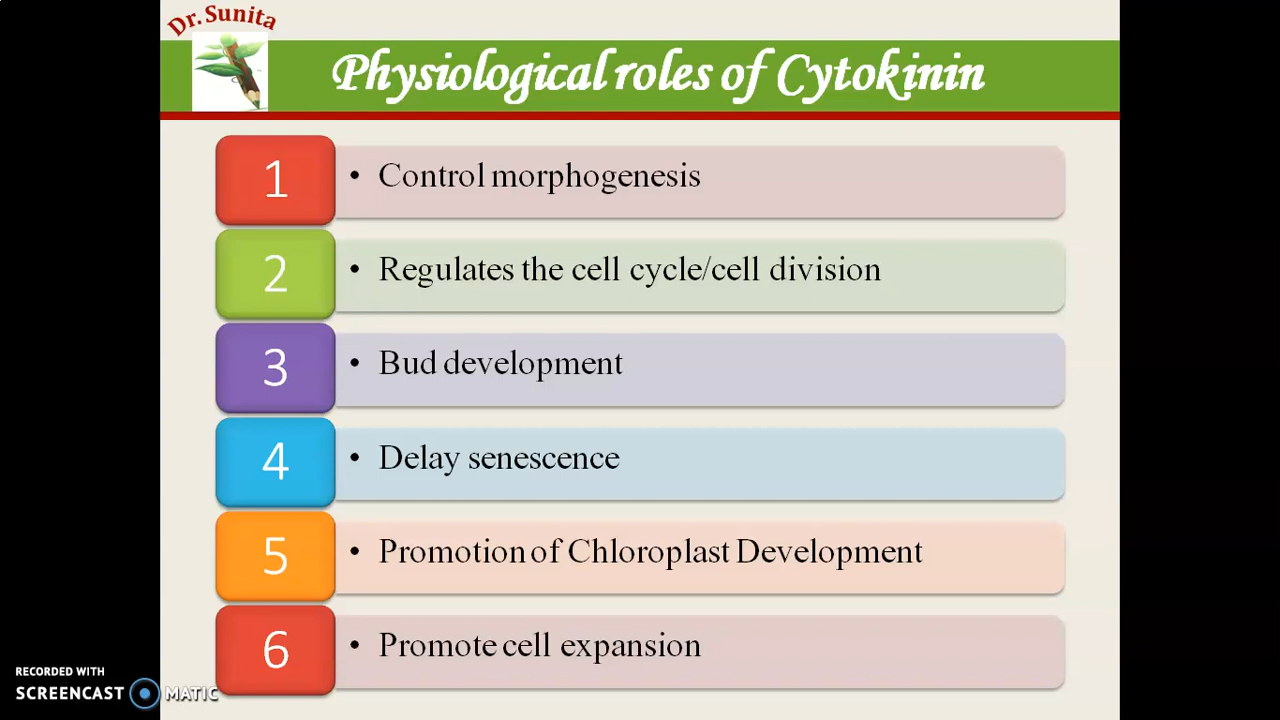 Dr. Sunita
Physiological roles of Cytokinin
1
• Control morphogenesis
2
• Regulates the cell cycle/cell division
3
• Bud development
4
• Delay senescence
5
• Promotion of Chloroplast Development
6
• Promote cell expansion
RECORDED WITH
SCREENCAST MATIC